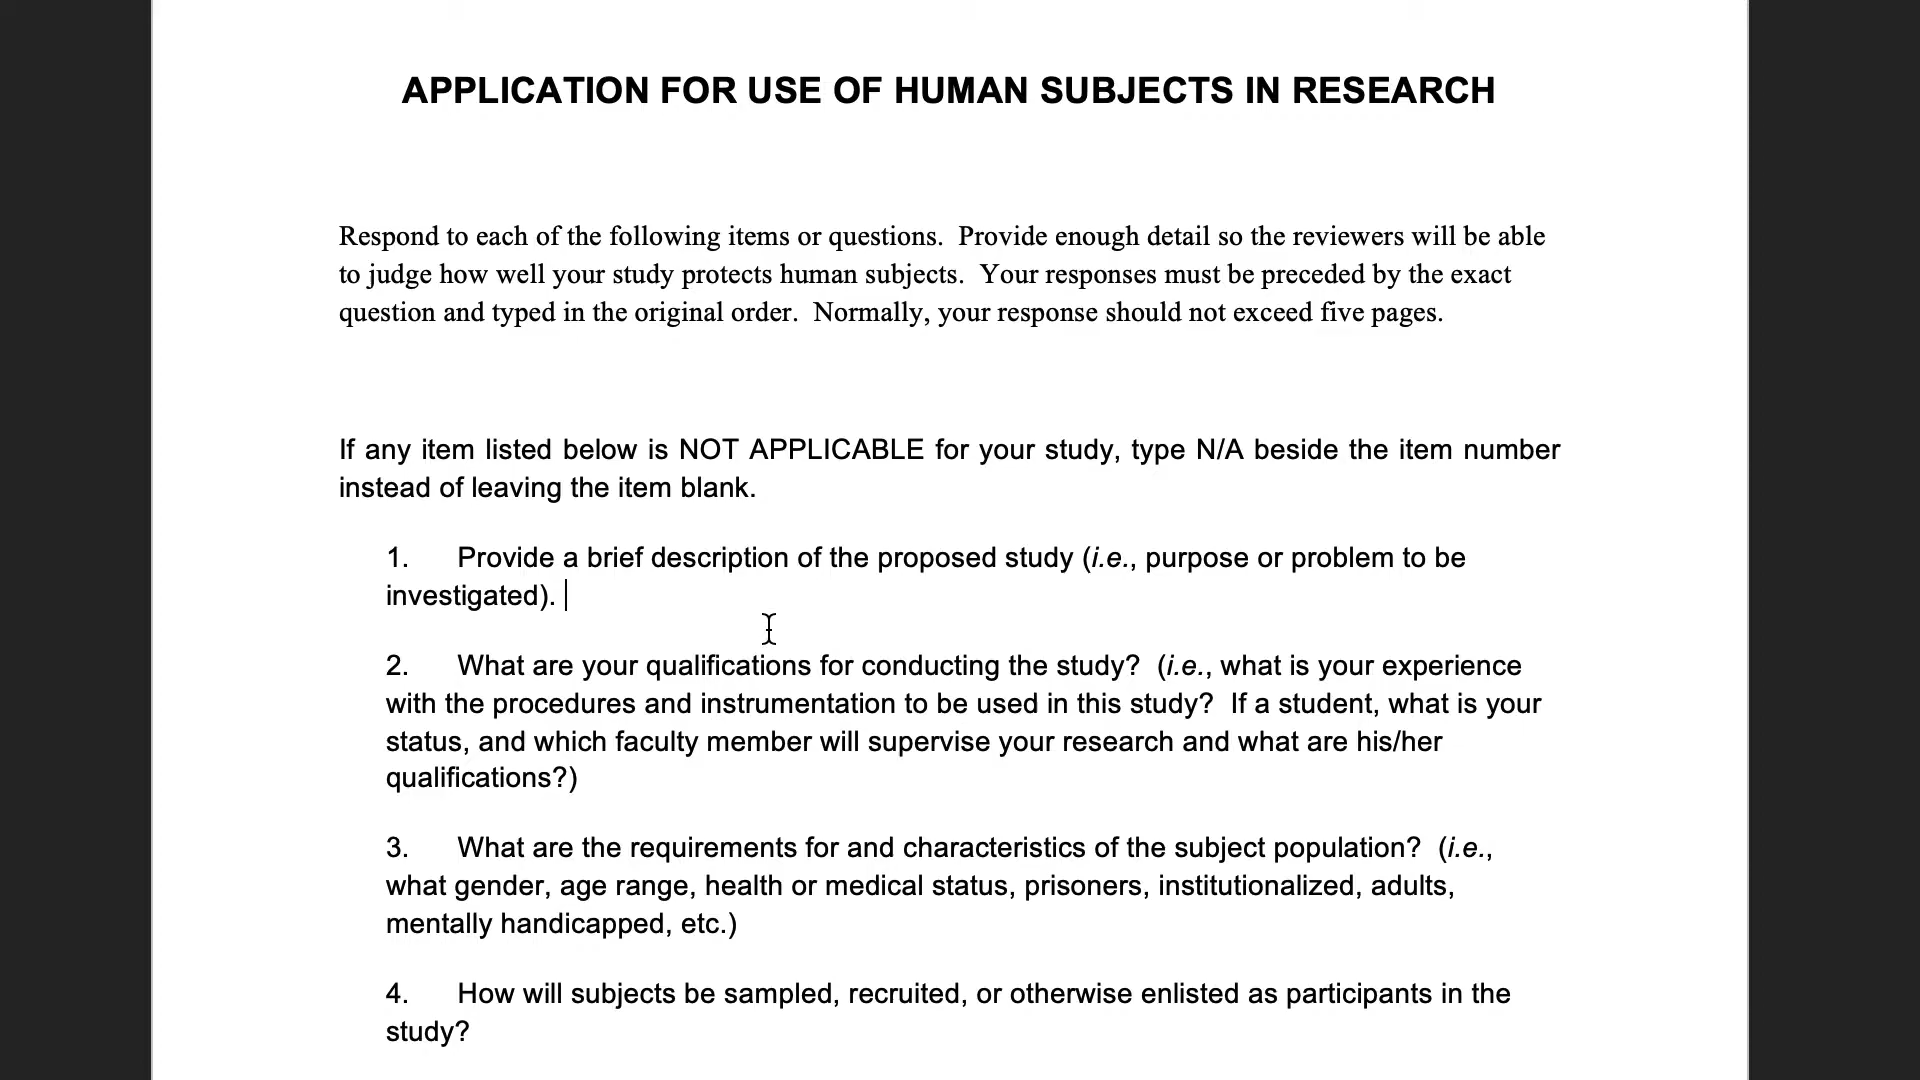 APPLICATION FOR USE OF HUMAN SUBJECTS IN RESEARCH
Respond to each of the following items or questions.  Provide enough detail so the reviewers will be able
to judge how well your study protects human subjects.  Your responses must be preceded by the exact
question and typed in the original order.  Normally, your response should not exceed five pages.
If any item listed below is NOT APPLICABLE for your study, type N/A beside the item number
instead of leaving the item blank.
1. Provide a brief description of the proposed study (i.e., purpose or problem to be
investigated).
2. What are your qualifications for conducting the study?  (i.e., what is your experience
with the procedures and instrumentation to be used in this study?  If a student, what is your
status, and which faculty member will supervise your research and what are his/her
qualifications?)
3. What are the requirements for and characteristics of the subject population?  (i.e.,
what gender, age range, health or medical status, prisoners, institutionalized, adults,
mentally handicapped, etc.)
4. How will subjects be sampled, recruited, or otherwise enlisted as participants in the
study?